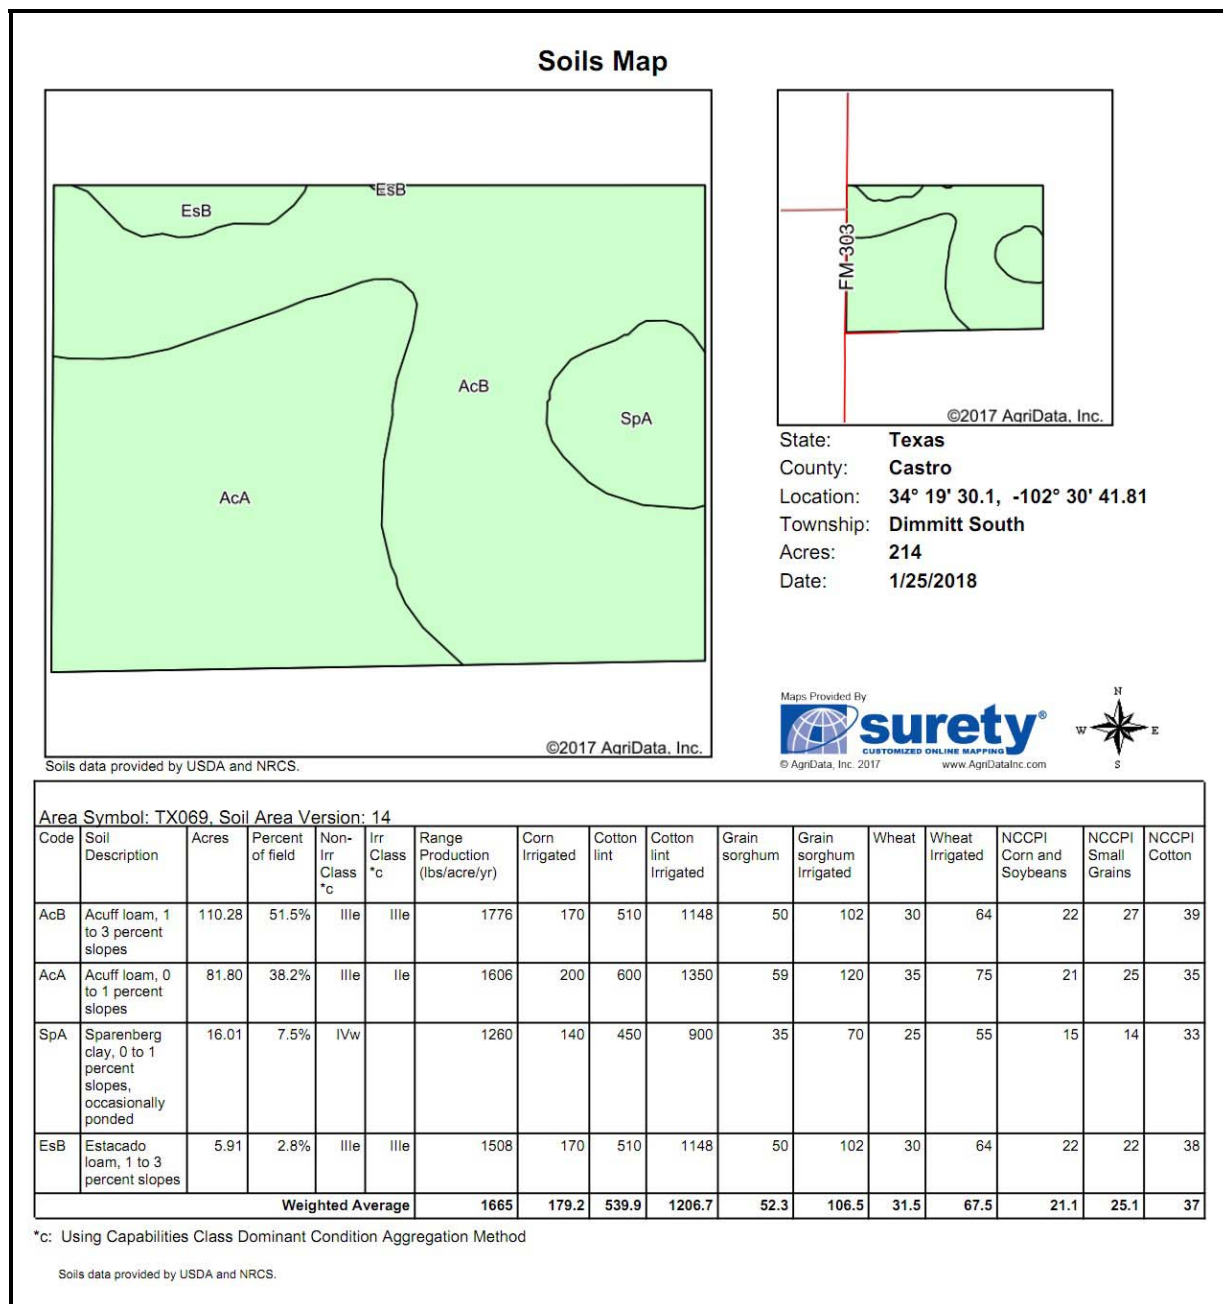 Soils Map
EsB
EsB
AcB
SpA
AcA
©2017 AgriData, Inc.
Soils data provided by USDA and NRCS.
FM-303
©2017 AgriData, Inc.
State: Texas
County: Castro
Location: 34° 19' 30.1, -102° 30' 41.81
Township: Dimmitt South
Acres: 214
Date: 1/25/2018
Maps Provided By
surety®
CUSTOMIZED ONLINE MAPPING
© AgriData, Inc. 2017 www.AgriDataInc.com
N
W E
S
Area Symbol: TX069, Soil Area Version: 14
Code Soil Description Acres Percent of field Non-Irr Class *c Irr Class *c Range Production (lbs/acre/yr) Corn Irrigated Cotton lint Cotton lint Irrigated Grain sorghum Grain sorghum Irrigated Wheat Wheat Irrigated NCCPI Corn and Soybeans NCCPI Small Grains NCCPI Cotton
AcB Acuff loam, 1 to 3 percent slopes 110.28 51.5% IIIe IIIe 1776 170 510 1148 50 102 30 64 22 27 39
AcA Acuff loam, 0 to 1 percent slopes 81.80 38.2% IIIe IIe 1606 200 600 1350 59 120 35 75 21 25 35
SpA Sparenberg clay, 0 to 1 percent slopes, occasionally ponded 16.01 7.5% IVw 1260 140 450 900 35 70 25 55 15 14 33
EsB Estacado loam, 1 to 3 percent slopes 5.91 2.8% IIIe IIIe 1508 170 510 1148 50 102 30 64 22 22 38
Weighted Average 1665 179.2 539.9 1206.7 52.3 106.5 31.5 67.5 21.1 25.1 37
*c: Using Capabilities Class Dominant Condition Aggregation Method
Soils data provided by USDA and NRCS.